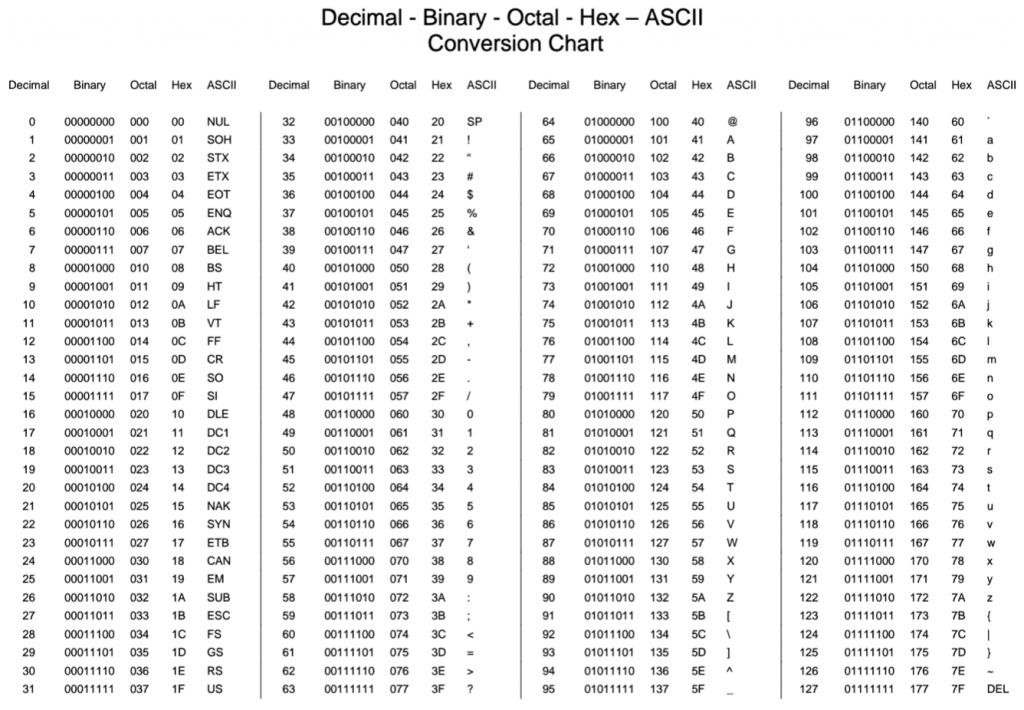 Decimal - Binary - Octal - Hex – ASCII
Conversion Chart
Decimal Binary Octal Hex ASCII Decimal Binary Octal Hex ASCII Decimal Binary Octal Hex ASCII Decimal Binary Octal Hex ASCII
0 00000000 000 00 NUL 32 00100000 040 20 SP 64 01000000 100 40 @ 96 01100000 140 60 `
1 00000001 001 01 SOH 33 00100001 041 21 ! 65 01000001 101 41 A 97 01100001 141 61 a
2 00000010 002 02 STX 34 00100010 042 22 “ 66 01000010 102 42 B 98 01100010 142 62 b
3 00000011 003 03 ETX 35 00100011 043 23 # 67 01000011 103 43 C 99 01100011 143 63 c
4 00000100 004 04 EOT 36 00100100 044 24 $ 68 01000100 104 44 D 100 01100100 144 64 d
5 00000101 005 05 ENQ 37 00100101 045 25 % 69 01000101 105 45 E 101 01100101 145 65 e
6 00000110 006 06 ACK 38 00100110 046 26 & 70 01000110 106 46 F 102 01100110 146 66 f
7 00000111 007 07 BEL 39 00100111 047 27 ‘ 71 01000111 107 47 G 103 01100111 147 67 g
8 00001000 010 08 BS 40 00101000 050 28 ( 72 01001000 110 48 H 104 01101000 150 68 h
9 00001001 011 09 HT 41 00101001 051 29 ) 73 01001001 111 49 I 105 01101001 151 69 i
10 00001010 012 0A LF 42 00101010 052 2A * 74 01001010 112 4A J 106 01101010 152 6A j
11 00001011 013 0B VT 43 00101011 053 2B + 75 01001011 113 4B K 107 01101011 153 6B k
12 00001100 014 0C FF 44 00101100 054 2C , 76 01001100 114 4C L 108 01101100 154 6C l
13 00001101 015 0D CR 45 00101101 055 2D - 77 01001101 115 4D M 109 01101101 155 6D m
14 00001110 016 0E SO 46 00101110 056 2E . 78 01001110 116 4E N 110 01101110 156 6E n
15 00001111 017 0F SI 47 00101111 057 2F / 79 01001111 117 4F O 111 01101111 157 6F o
16 00010000 020 10 DLE 48 00110000 060 30 0 80 01010000 120 50 P 112 01110000 160 70 p
17 00010001 021 11 DC1 49 00110001 061 31 1 81 01010001 121 51 Q 113 01110001 161 71 q
18 00010010 022 12 DC2 50 00110010 062 32 2 82 01010010 122 52 R 114 01110010 162 72 r
19 00010011 023 13 DC3 51 00110011 063 33 3 83 01010011 123 53 S 115 01110011 163 73 s
20 00010100 024 14 DC4 52 00110100 064 34 4 84 01010100 124 54 T 116 01110100 164 74 t
21 00010101 025 15 NAK 53 00110101 065 35 5 85 01010101 125 55 U 117 01110101 165 75 u
22 00010110 026 16 SYN 54 00110110 066 36 6 86 01010110 126 56 V 118 01110110 166 76 v
23 00010111 027 17 ETB 55 00110111 067 37 7 87 01010111 127 57 W 119 01110111 167 77 w
24 00011000 030 18 CAN 56 00111000 070 38 8 88 01011000 130 58 X 120 01111000 170 78 x
25 00011001 031 19 EM 57 00111001 071 39 9 89 01011001 131 59 Y 121 01111001 171 79 y
26 00011010 032 1A SUB 58 00111010 072 3A : 90 01011010 132 5A Z 122 01111010 172 7A z
27 00011011 033 1B ESC 59 00111011 073 3B ; 91 01011011 133 5B [ 123 01111011 173 7B {
28 00011100 034 1C FS 60 00111100 074 3C < 92 01011100 134 5C \ 124 01111100 174 7C |
29 00011101 035 1D GS 61 00111101 075 3D = 93 01011101 135 5D ] 125 01111101 175 7D }
30 00011110 036 1E RS 62 00111110 076 3E > 94 01011110 136 5E ^ 126 01111110 176 7E ~
31 00011111 037 1F US 63 00111111 077 3F ? 95 01011111 137 5F _ 127 01111111 177 7F DEL